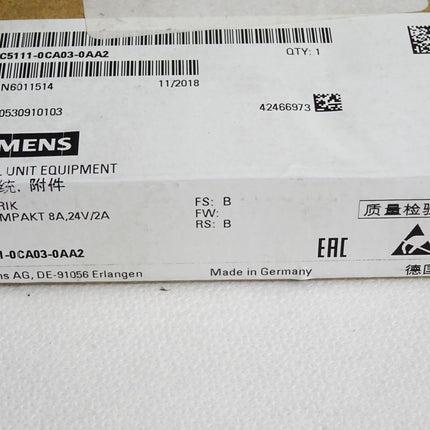 C5111-0CA03-0AA2
QTY: 1
N6011514
11/2018
0530910103
42466973
MENS
UNIT EQUIPMENT
统, 附件
RIK
MPAKT 8A,24V/2A
FS: B
FW:
RS: B
质量检验
1-0CA03-0AA2
EAC
ns AG, DE-91056 Erlangen
Made in Germany
德国